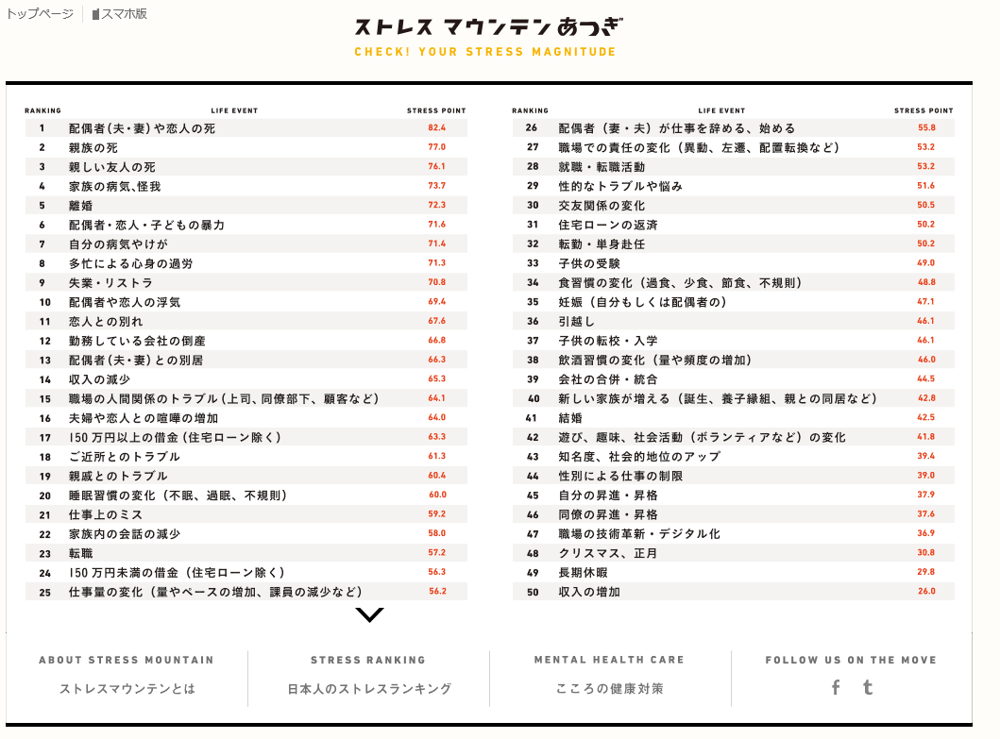 トップページ
スマホ版
ストレス マウンテン あつぎ
CHECK! YOUR STRESS MAGNITUDE
RANKING LIFE EVENT STRESS POINT
1 配偶者(夫・妻)や恋人の死 82.4
2 親族の死 77.0
3 親しい友人の死 76.1
4 家族の病気、怪我 73.7
5 離婚 72.3
6 配偶者・恋人・子どもの暴力 71.6
7 自分の病気やけが 71.4
8 多忙による心身の過労 71.3
9 失業・リストラ 70.8
10 配偶者や恋人の浮気 69.4
11 恋人との別れ 67.6
12 勤務している会社の倒産 66.8
13 配偶者(夫・妻)との別居 66.3
14 収入の減少 65.3
15 職場の人間関係のトラブル(上司、同僚部下、顧客など) 64.1
16 夫婦や恋人との喧嘩の増加 64.0
17 150万円以上の借金(住宅ローン除く) 63.3
18 ご近所とのトラブル 61.3
19 親戚とのトラブル 60.4
20 睡眠習慣の変化(不眠、過眠、不規則) 60.0
21 仕事上のミス 59.2
22 家族内の会話の減少 58.0
23 転職 57.2
24 150万円未満の借金(住宅ローン除く) 56.3
25 仕事量の変化(量やペースの増加、課員の減少など) 56.2
RANKING LIFE EVENT STRESS POINT
26 配偶者(妻・夫)が仕事を辞める、始める 55.8
27 職場での責任の変化(異動、左遷、配置転換など) 53.2
28 就職・転職活動 53.2
29 性的なトラブルや悩み 51.6
30 交友関係の変化 50.5
31 住宅ローンの返済 50.2
32 転勤・単身赴任 50.2
33 子供の受験 49.0
34 食習慣の変化(過食、少食、節食、不規則) 48.8
35 妊娠(自分もしくは配偶者の) 47.1
36 引越し 46.1
37 子供の転校・入学 46.1
38 飲酒習慣の変化(量や頻度の増加) 46.0
39 会社の合併・統合 44.5
40 新しい家族が増える(誕生、養子縁組、親との同居など) 42.8
41 結婚 42.5
42 遊び、趣味、社会活動(ボランティアなど)の変化 41.8
43 知名度、社会的地位のアップ 39.4
44 性別による仕事の制限 39.0
45 自分の昇進・昇格 37.9
46 同僚の昇進・昇格 37.6
47 職場の技術革新・デジタル化 36.9
48 クリスマス、正月 30.8
49 長期休暇 29.8
50 収入の増加 26.0
ABOUT STRESS MOUNTAIN
ストレスマウンテンとは
STRESS RANKING
日本人のストレスランキング
MENTAL HEALTH CARE
こころの健康対策
FOLLOW US ON THE MOVE
f t